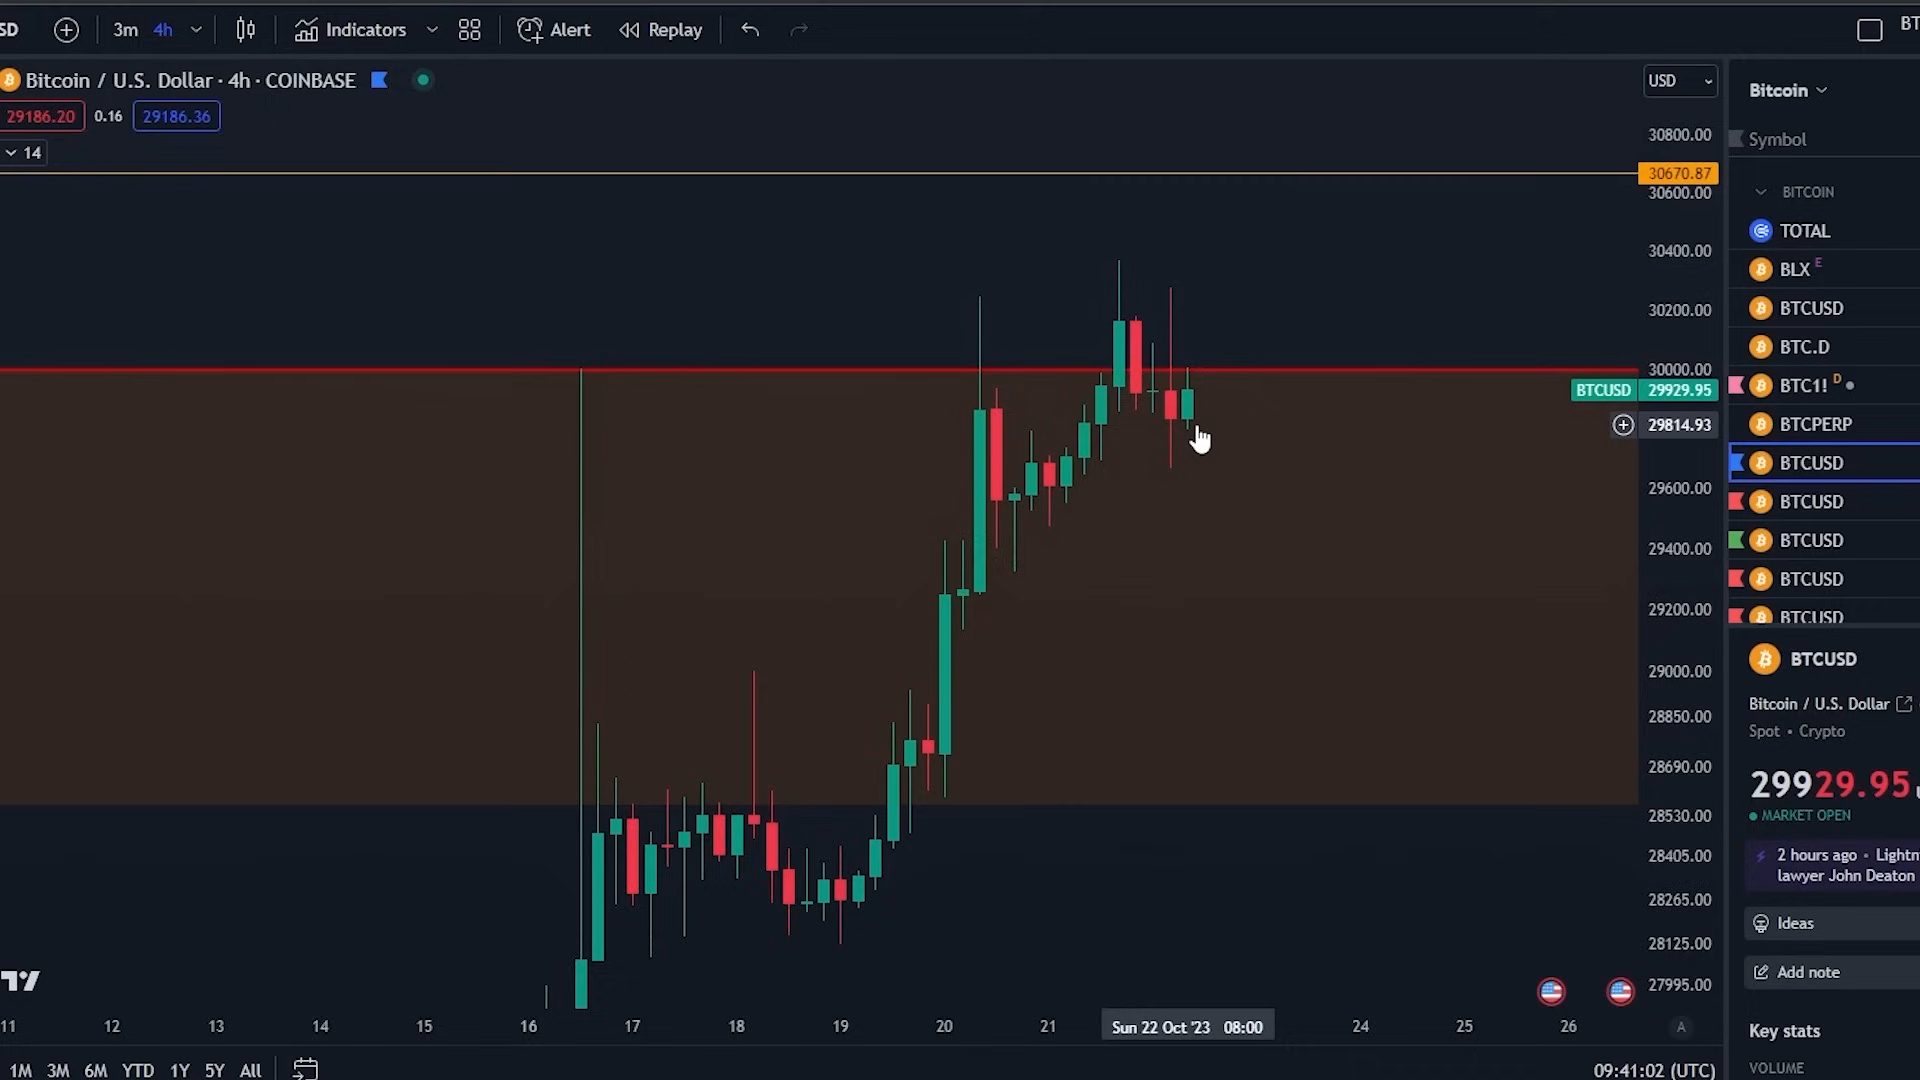 SD
3m 4h
Indicators
Alert
Replay
BT
Bitcoin / U.S. Dollar · 4h · COINBASE
29186.20 0.16 29186.36
14
USD
30800.00
30670.87
30600.00
30400.00
30200.00
30000.00
BTCUSD 29929.95
29814.93
29600.00
29400.00
29200.00
29000.00
28850.00
28690.00
28530.00
28405.00
28265.00
28125.00
27995.00
11 12 13 14 15 16 17 18 19 20 21 Sun 22 Oct '23 08:00 24 25 26 A
1M 3M 6M YTD 1Y 5Y All
09:41:02 (UTC)
Bitcoin
Symbol
BITCOIN
TOTAL
BLX E
BTCUSD
BTC.D
BTC1! D
BTCPERP
BTCUSD
BTCUSD
BTCUSD
BTCUSD
BTCUSD
BTCUSD
Bitcoin / U.S. Dollar
Spot • Crypto
29929.95
MARKET OPEN
2 hours ago • Lightn
lawyer John Deaton
Ideas
Add note
Key stats
VOLUME